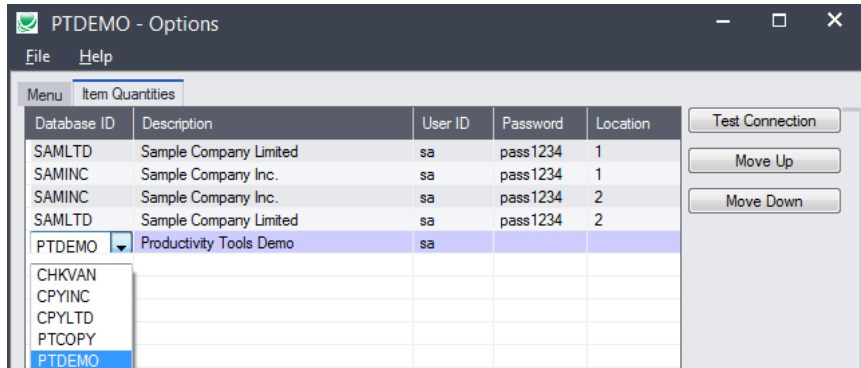 PTDEMO - Options
File Help
Menu Item Quantities
Database ID Description User ID Password Location
Test Connection
SAMLTD Sample Company Limited sa pass1234 1
SAMINC Sample Company Inc. sa pass1234 1
Move Up
SAMINC Sample Company Inc. sa pass1234 2
Move Down
SAMLTD Sample Company Limited sa pass1234 2
PTDEMO Productivity Tools Demo sa
CHKVAN
CPYINC
CPYLTD
PTCOPY
PTDEMO